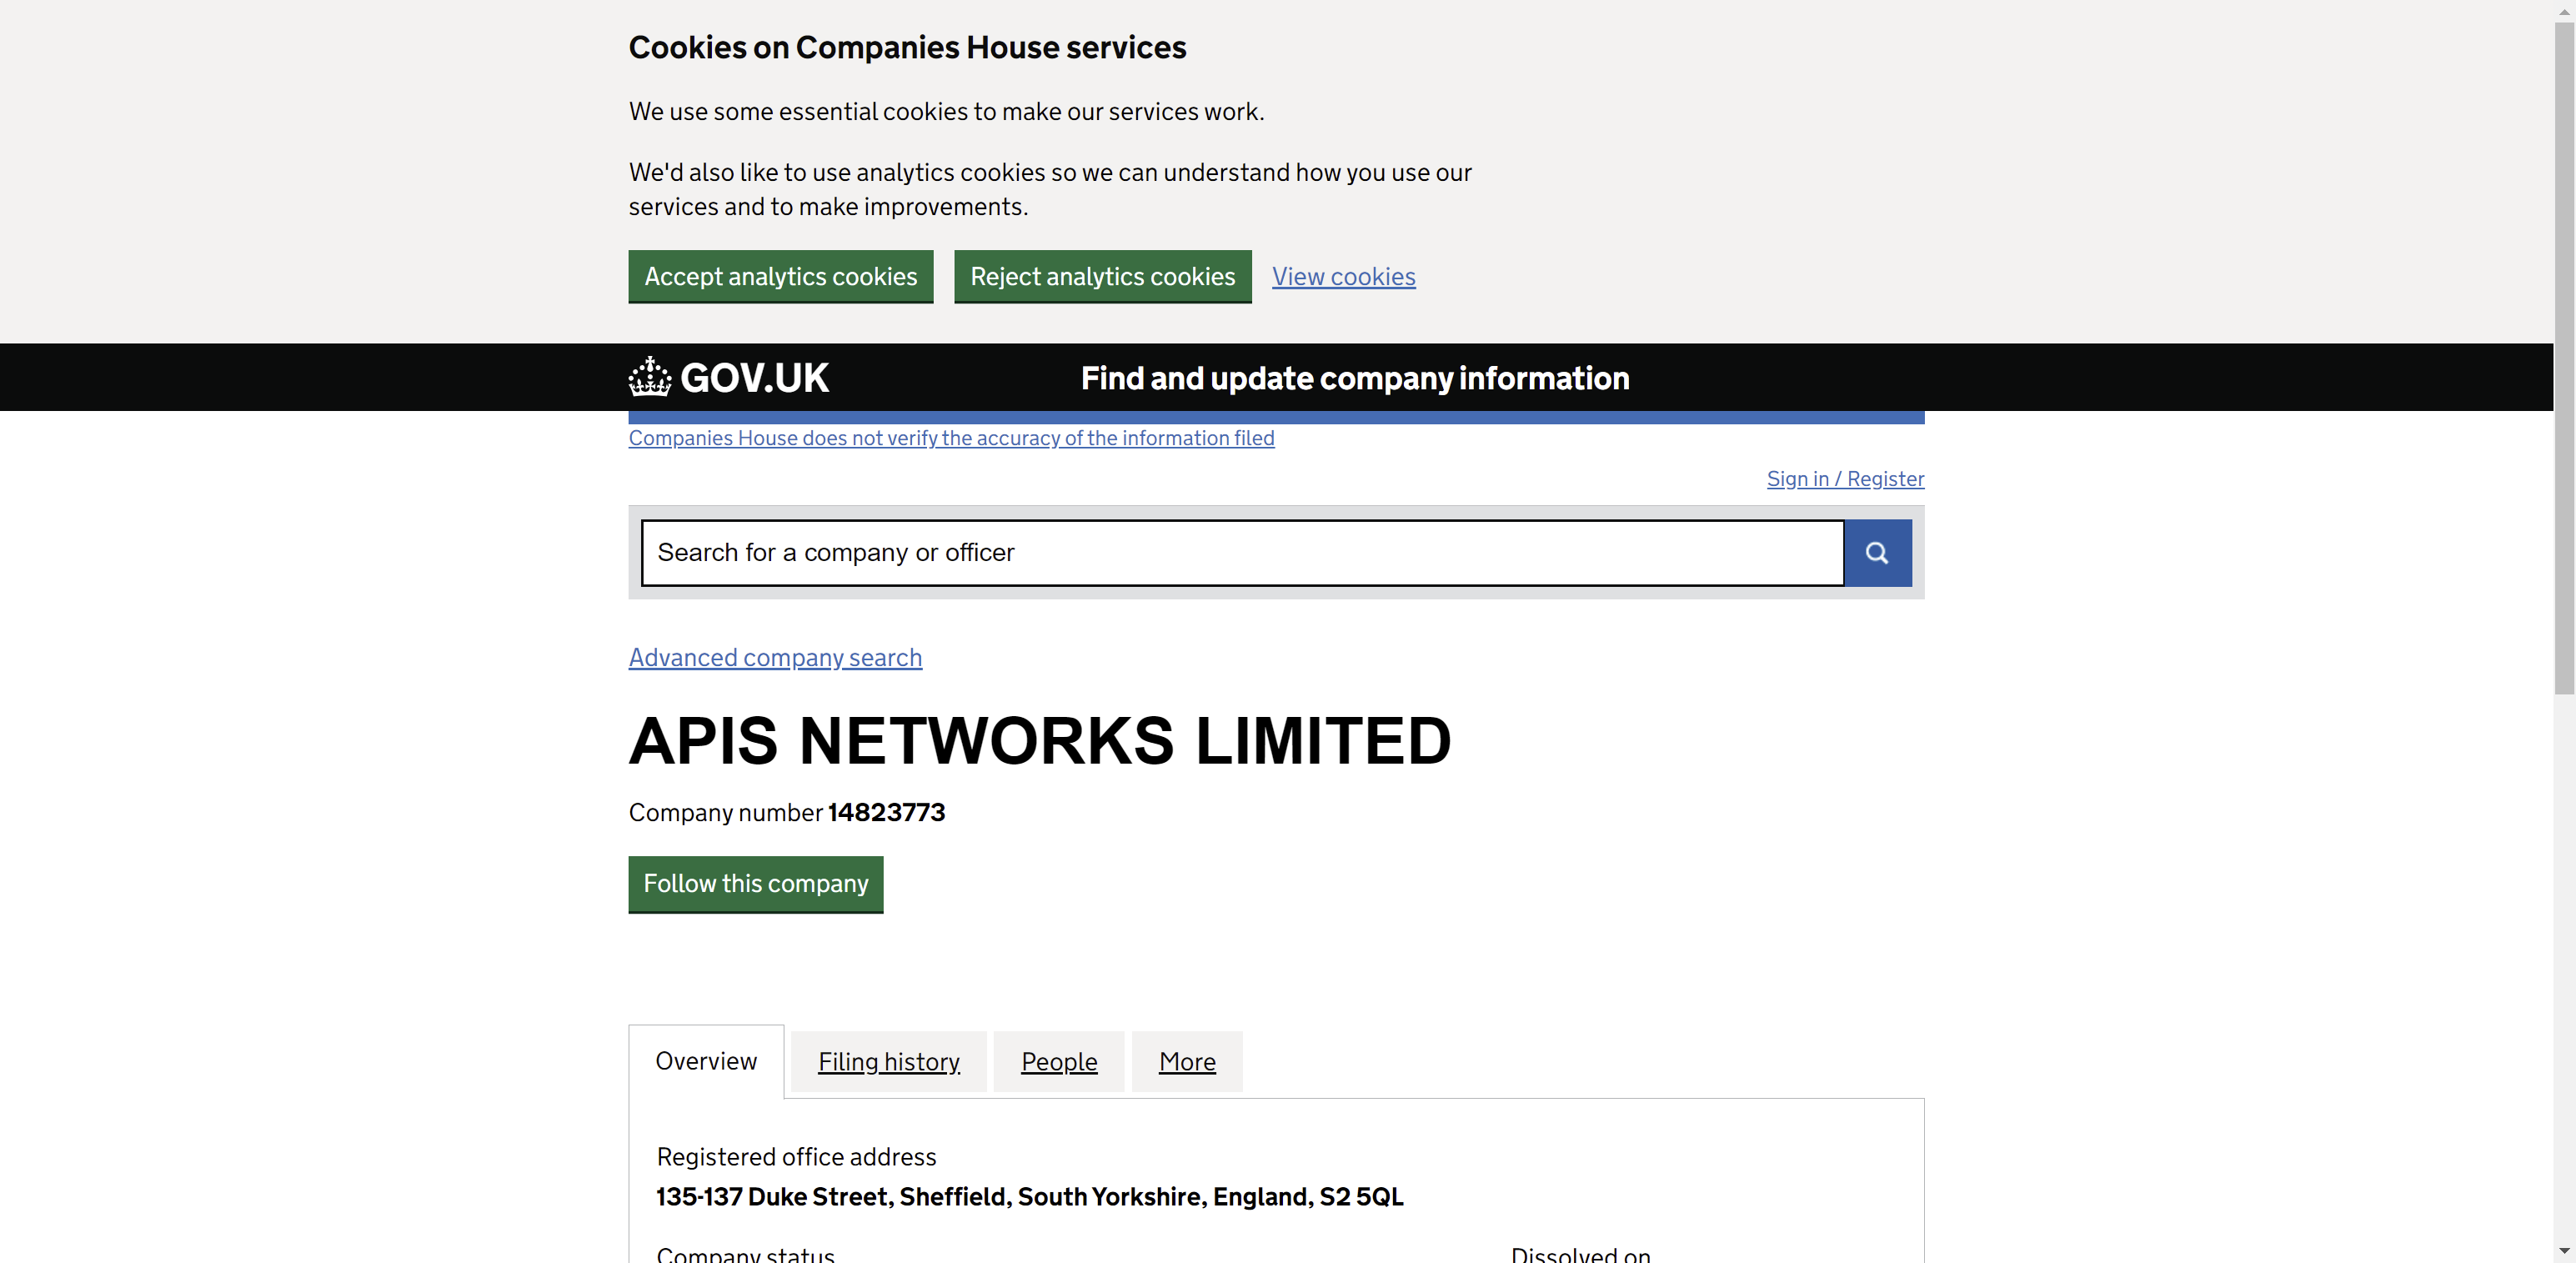 Cookies on Companies House services
We use some essential cookies to make our services work.
We'd also like to use analytics cookies so we can understand how you use our
services and to make improvements.
Accept analytics cookies
Reject analytics cookies
View cookies
GOV.UK
Find and update company information
Companies House does not verify the accuracy of the information filed
Sign in / Register
Search for a company or officer
Advanced company search
APIS NETWORKS LIMITED
Company number 14823773
Follow this company
Overview
Filing history
People
More
Registered office address
135-137 Duke Street, Sheffield, South Yorkshire, England, S2 5QL
Company status
Dissolved on